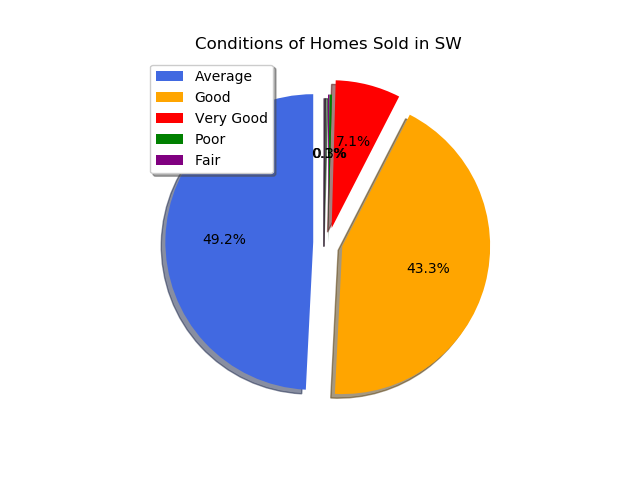 Conditions of Homes Sold in SW
Average
Good
Very Good
Poor
Fair
7.1%
49.2%
43.3%